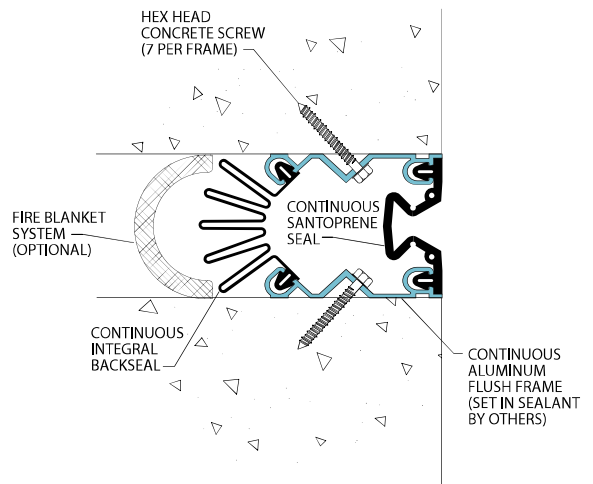 HEX HEAD
CONCRETE SCREW
(7 PER FRAME)
CONTINUOUS
SANTOPRENE
SEAL
FIRE BLANKET
SYSTEM
(OPTIONAL)
CONTINUOUS
INTEGRAL
BACKSEAL
CONTINUOUS
ALUMINUM
FLUSH FRAME
(SET IN SEALANT
BY OTHERS)